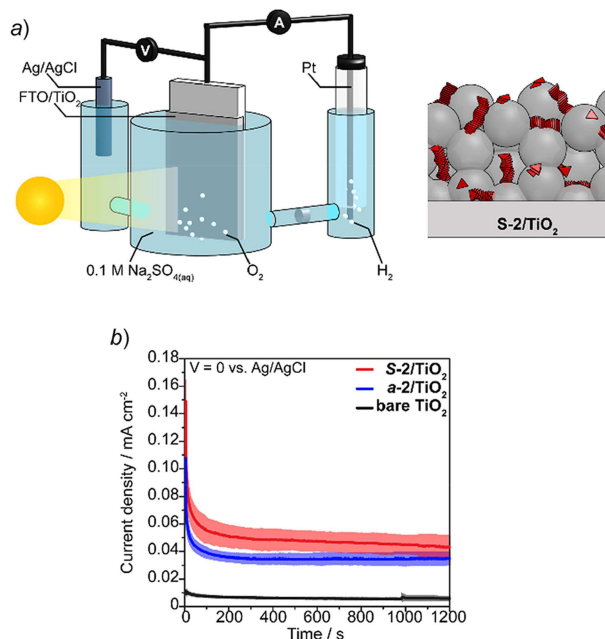 a)
V
A
Ag/AgCl
FTO/TiO₂
Pt
0.1 M Na₂SO₄(aq)
O₂
H₂
S-2/TiO₂
b)
V = 0 vs. Ag/AgCl
S-2/TiO₂
a-2/TiO₂
bare TiO₂
Current density / mA cm⁻²
0.18
0.16
0.14
0.12
0.10
0.08
0.06
0.04
0.02
0
0 200 400 600 800 1000 1200
Time / s